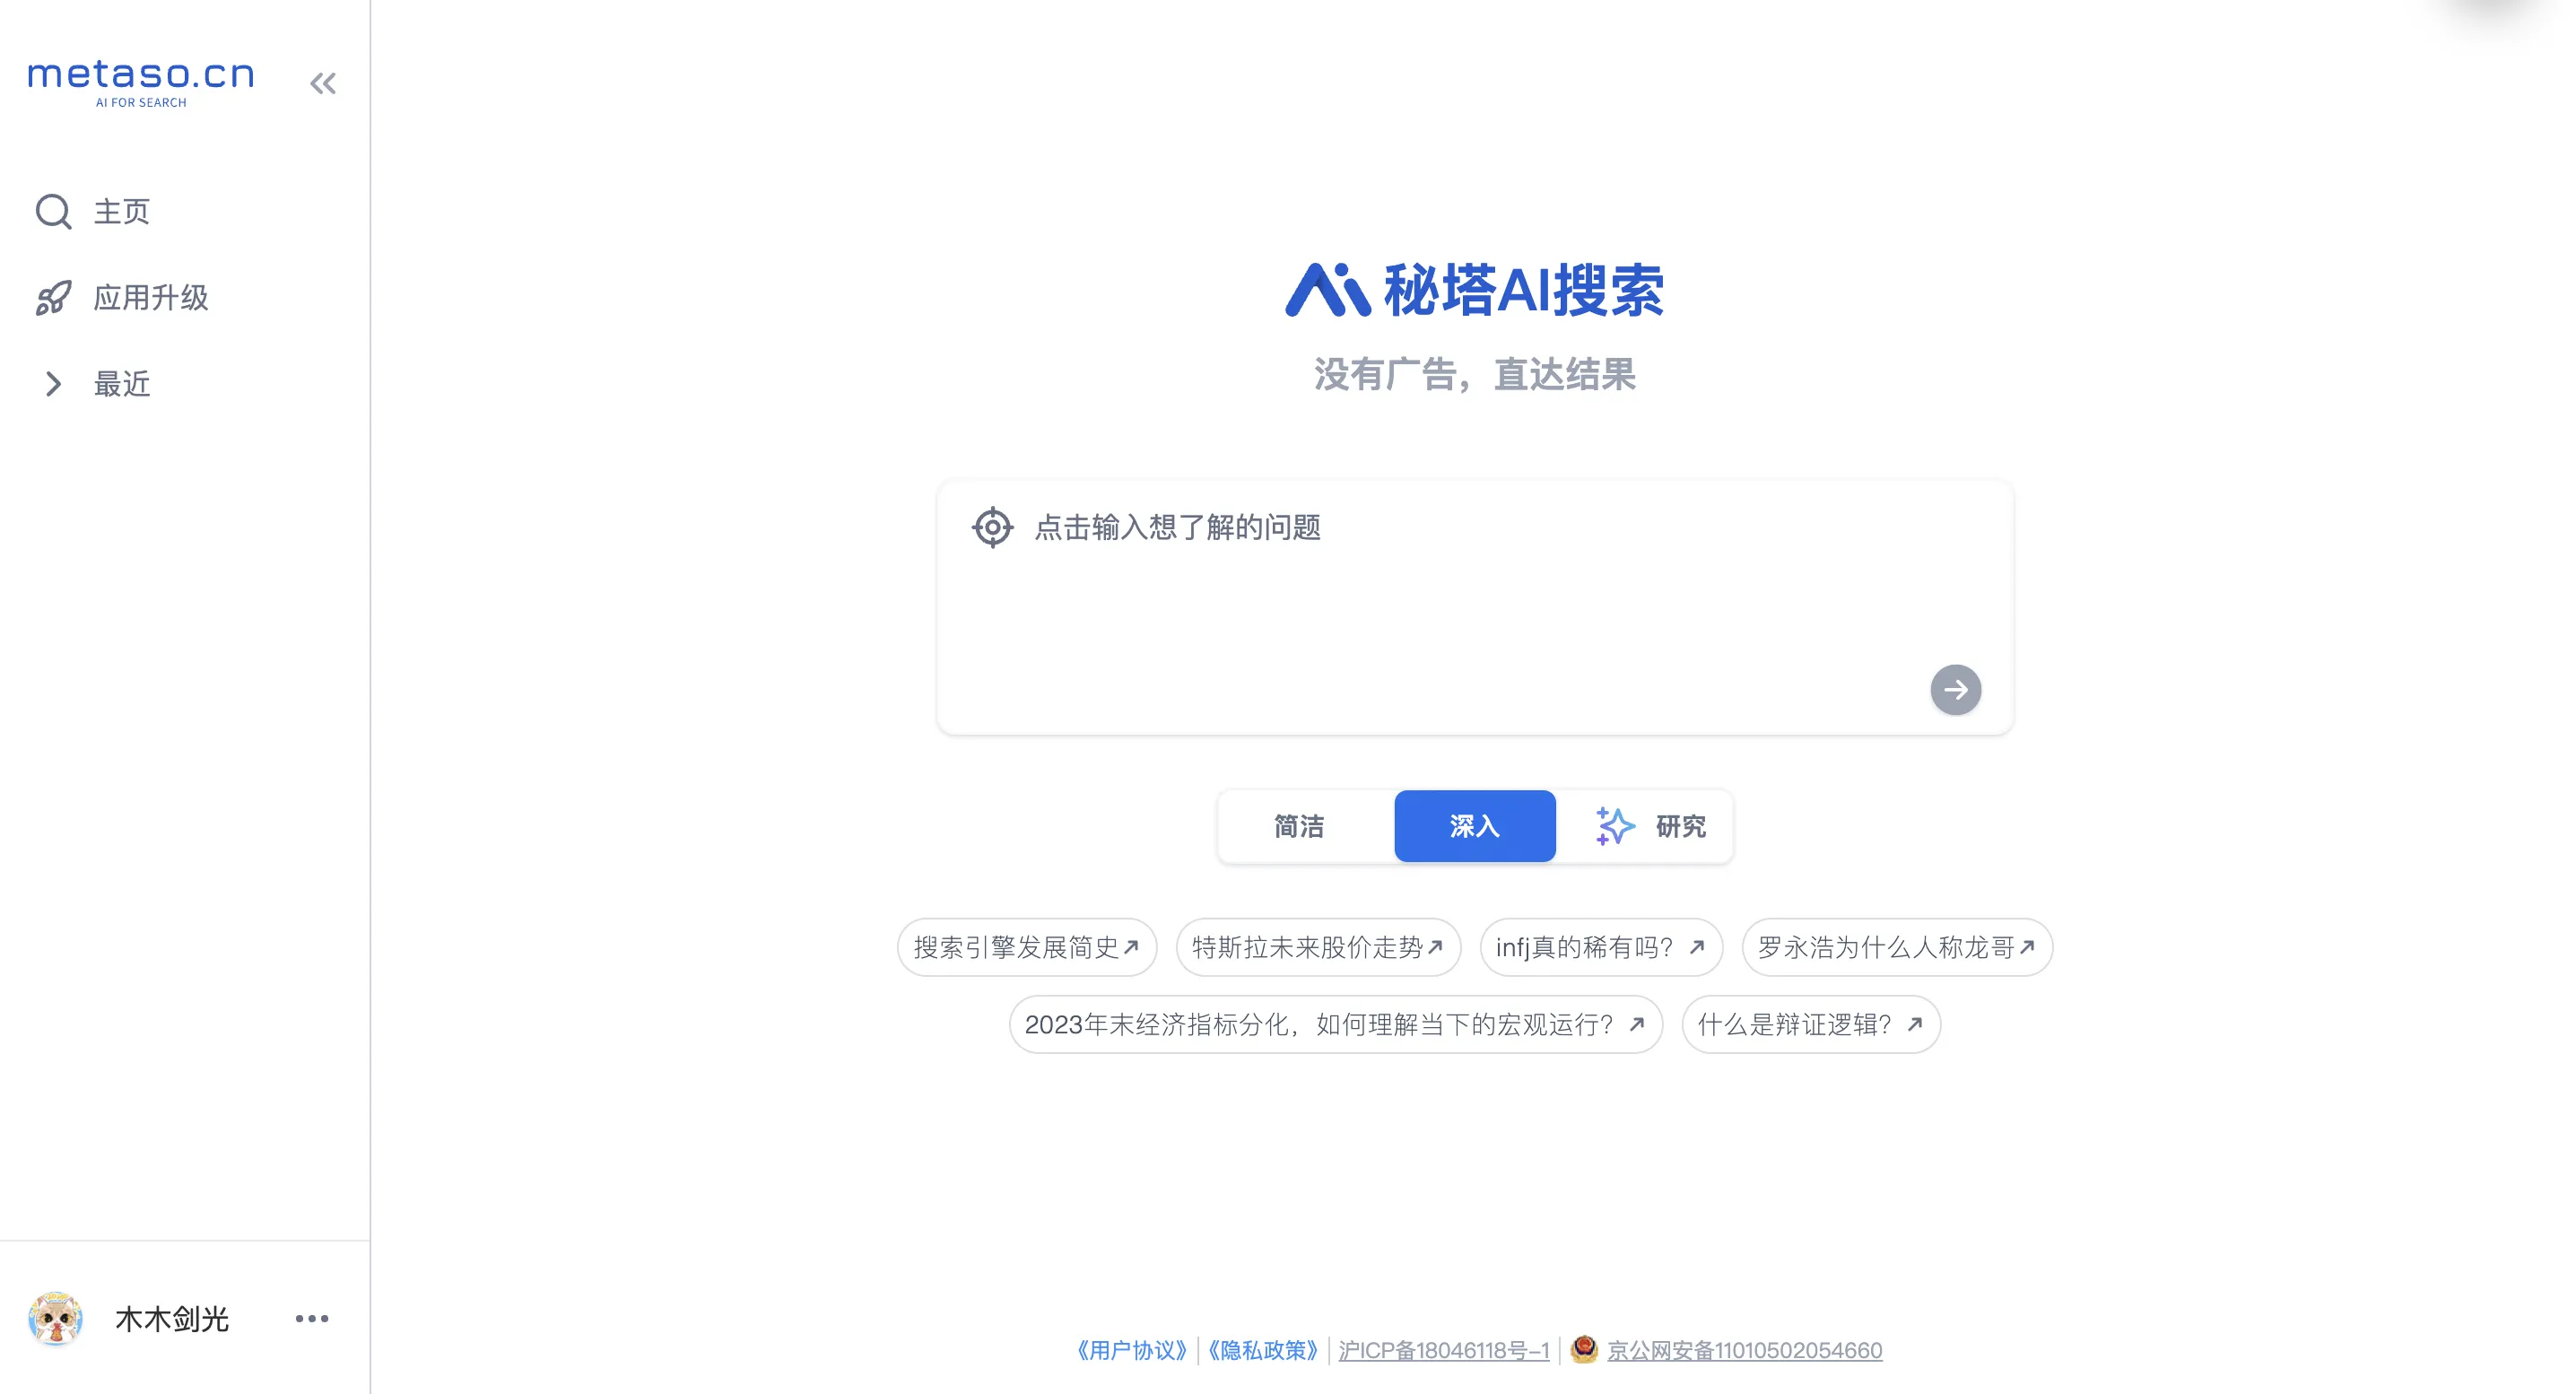 metaso.cn
AI FOR SEARCH
主页
应用升级
最近
秘塔AI搜索
没有广告，直达结果
点击输入想了解的问题
简洁 深入 研究
搜索引擎发展简史 特斯拉未来股价走势 infj真的稀有吗？ 罗永浩为什么人称龙哥
2023年末经济指标分化，如何理解当下的宏观运行？ 什么是辩证逻辑？
木木剑光
《用户协议》 《隐私政策》 沪ICP备18046118号-1 京公网安备11010502054660